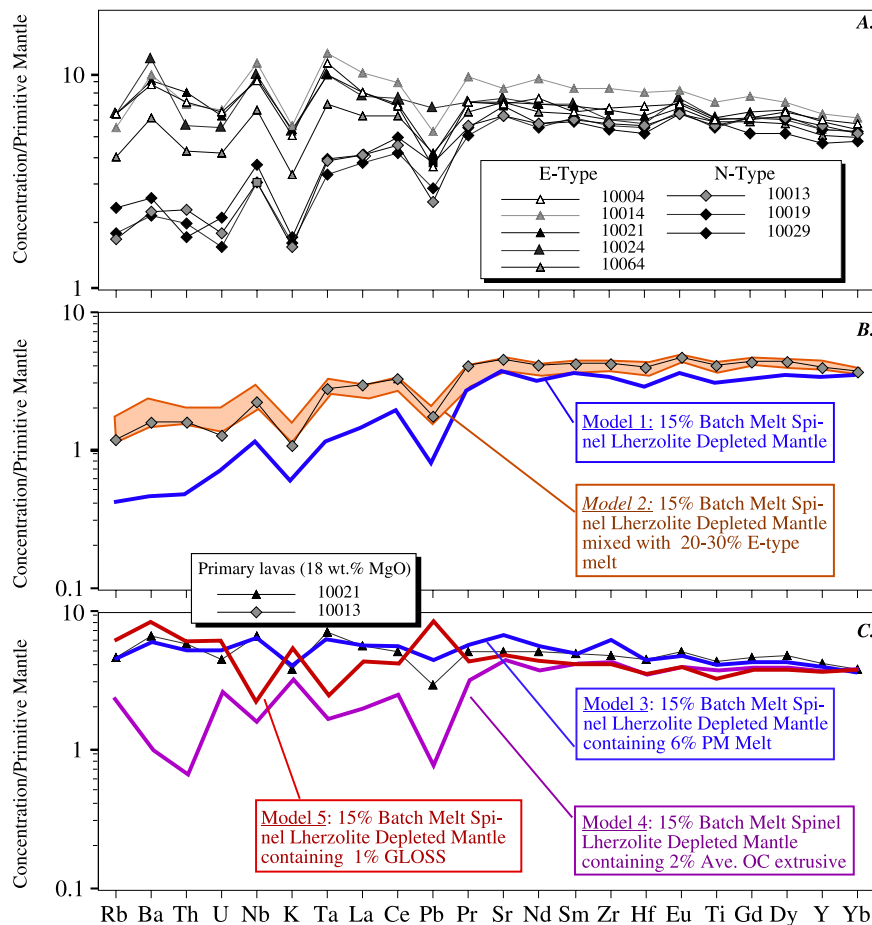 A.
Concentration/Primitive Mantle
10
1
E-Type N-Type
10004 10013
10014 10019
10021 10029
10024
10064
B.
Concentration/Primitive Mantle
10
1
0.1
Model 1: 15% Batch Melt Spi-
nel Lherzolite Depleted Mantle
Model 2: 15% Batch Melt Spi-
nel Lherzolite Depleted Mantle
mixed with 20-30% E-type
melt
Primary lavas (18 wt.% MgO)
10021
10013
C.
Concentration/Primitive Mantle
10
1
0.1
Model 3: 15% Batch Melt Spi-
nel Lherzolite Depleted Mantle
containing 6% PM Melt
Model 5: 15% Batch Melt Spi-
nel Lherzolite Depleted Mantle
containing 1% GLOSS
Model 4: 15% Batch Melt Spinel
Lherzolite Depleted Mantle
containing 2% Ave. OC extrusive
Rb Ba Th U Nb K Ta La Ce Pb Pr Sr Nd Sm Zr Hf Eu Ti Gd Dy Y Yb